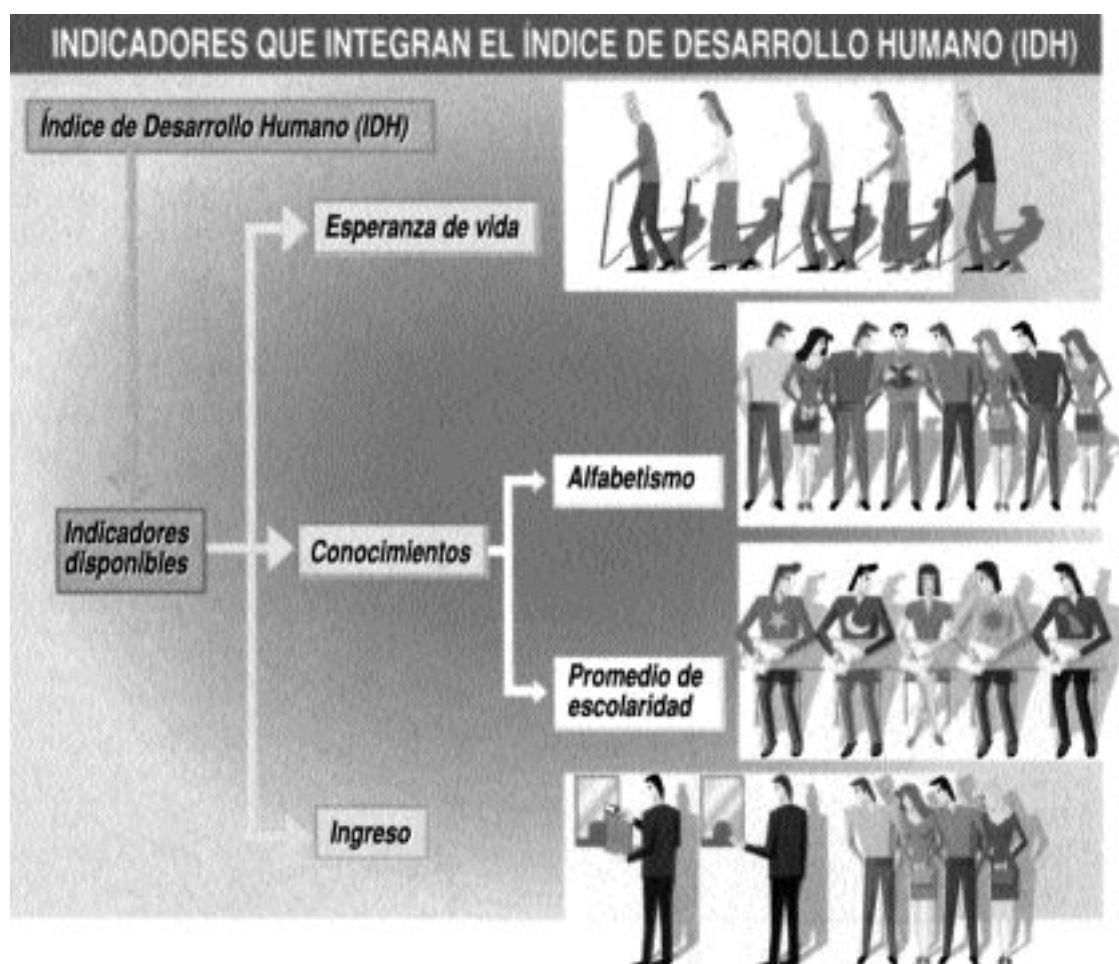 INDICADORES QUE INTEGRAN EL ÍNDICE DE DESARROLLO HUMANO (IDH)
Índice de Desarrollo Humano (IDH)
Esperanza de vida
Indicadores
disponibles
Conocimientos
Alfabetismo
Promedio de
escolaridad
Ingreso